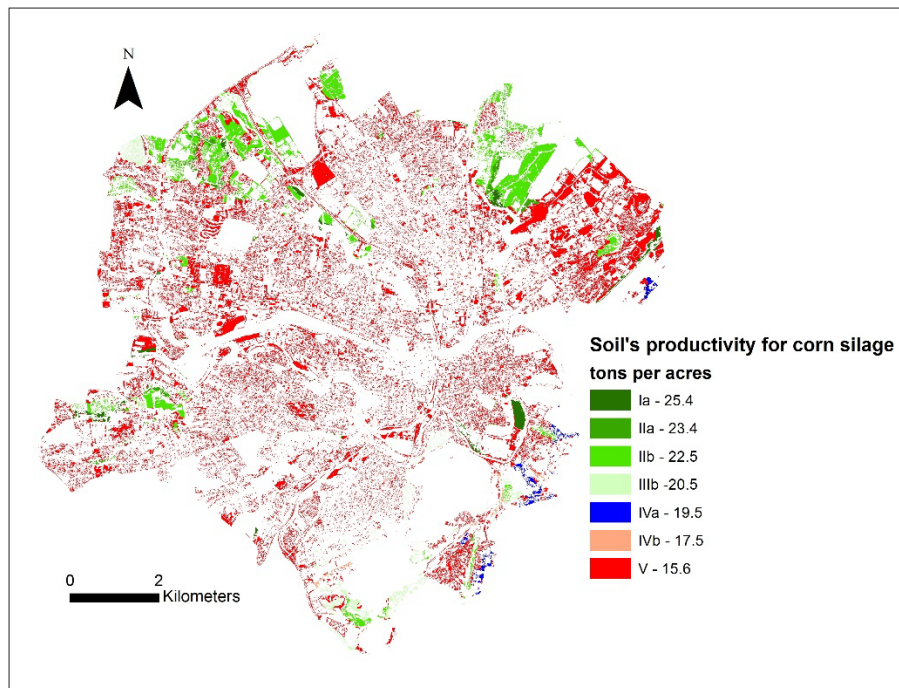 N
Soil's productivity for corn silage
tons per acres
Ia - 25.4
IIa - 23.4
IIb - 22.5
IIIb -20.5
IVa - 19.5
IVb - 17.5
V - 15.6
0 2
Kilometers